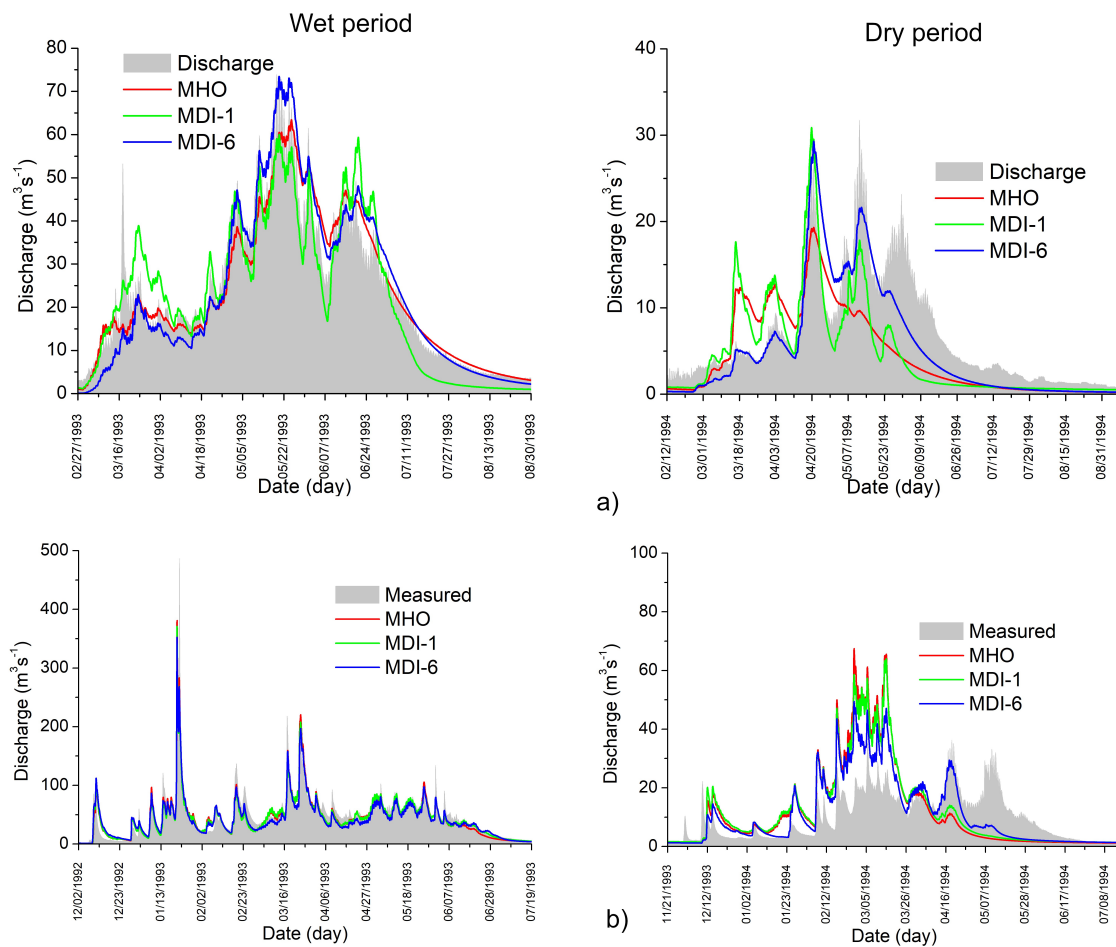 Wet period
Discharge (m³s⁻¹)
80
70
60
50
40
30
20
10
0
Discharge
MHO
MDI-1
MDI-6
02/27/1993
03/16/1993
04/02/1993
04/18/1993
05/05/1993
05/22/1993
06/07/1993
06/24/1993
07/11/1993
07/27/1993
08/13/1993
08/30/1993
Date (day)
Dry period
Discharge (m³s⁻¹)
40
30
20
10
0
Discharge
MHO
MDI-1
MDI-6
02/12/1994
03/01/1994
03/18/1994
04/03/1994
04/20/1994
05/07/1994
05/23/1994
06/09/1994
06/26/1994
07/12/1994
07/29/1994
08/15/1994
08/31/1994
Date (day)
a)
Discharge (m³s⁻¹)
500
400
300
200
100
0
Measured
MHO
MDI-1
MDI-6
12/02/1992
12/23/1992
01/13/1993
02/02/1993
02/23/1993
03/16/1993
04/06/1993
04/27/1993
05/18/1993
06/07/1993
06/28/1993
07/19/1993
Date (day)
Discharge (m³s⁻¹)
100
80
60
40
20
0
Measured
MHO
MDI-1
MDI-6
11/21/1993
12/12/1993
01/02/1994
01/23/1994
02/12/1994
03/05/1994
03/26/1994
04/16/1994
05/07/1994
05/28/1994
06/17/1994
07/08/1994
Date (day)
b)